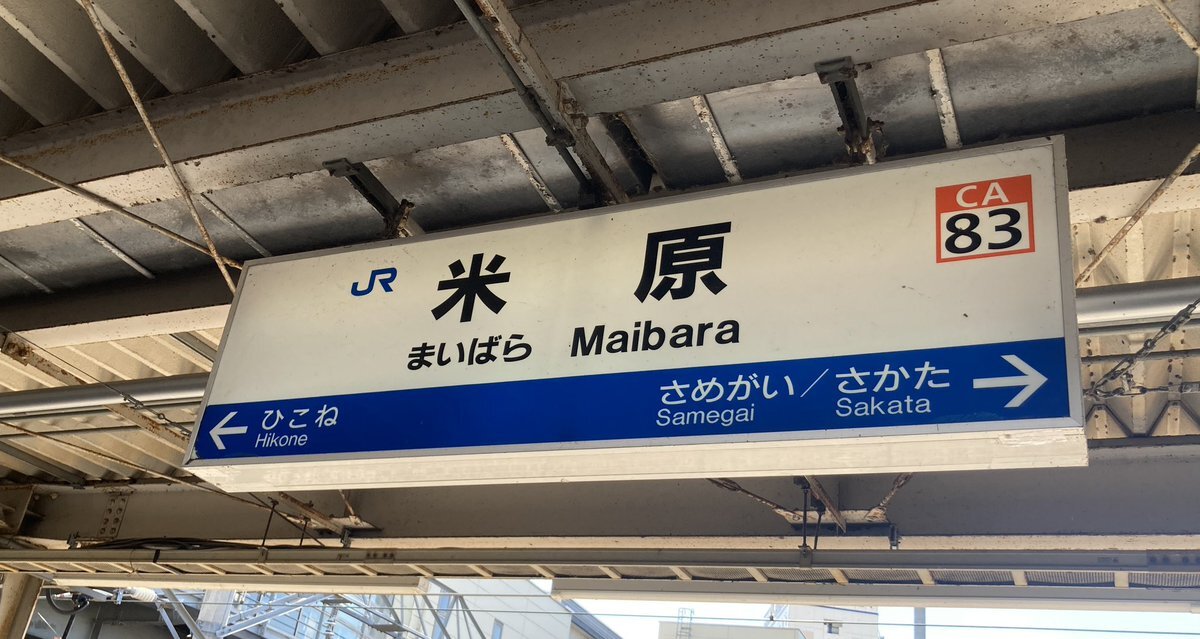 CA
83
JR 米原
まいばら Maibara
← ひこね
Hikone
さめがい／さかた →
Samegai Sakata